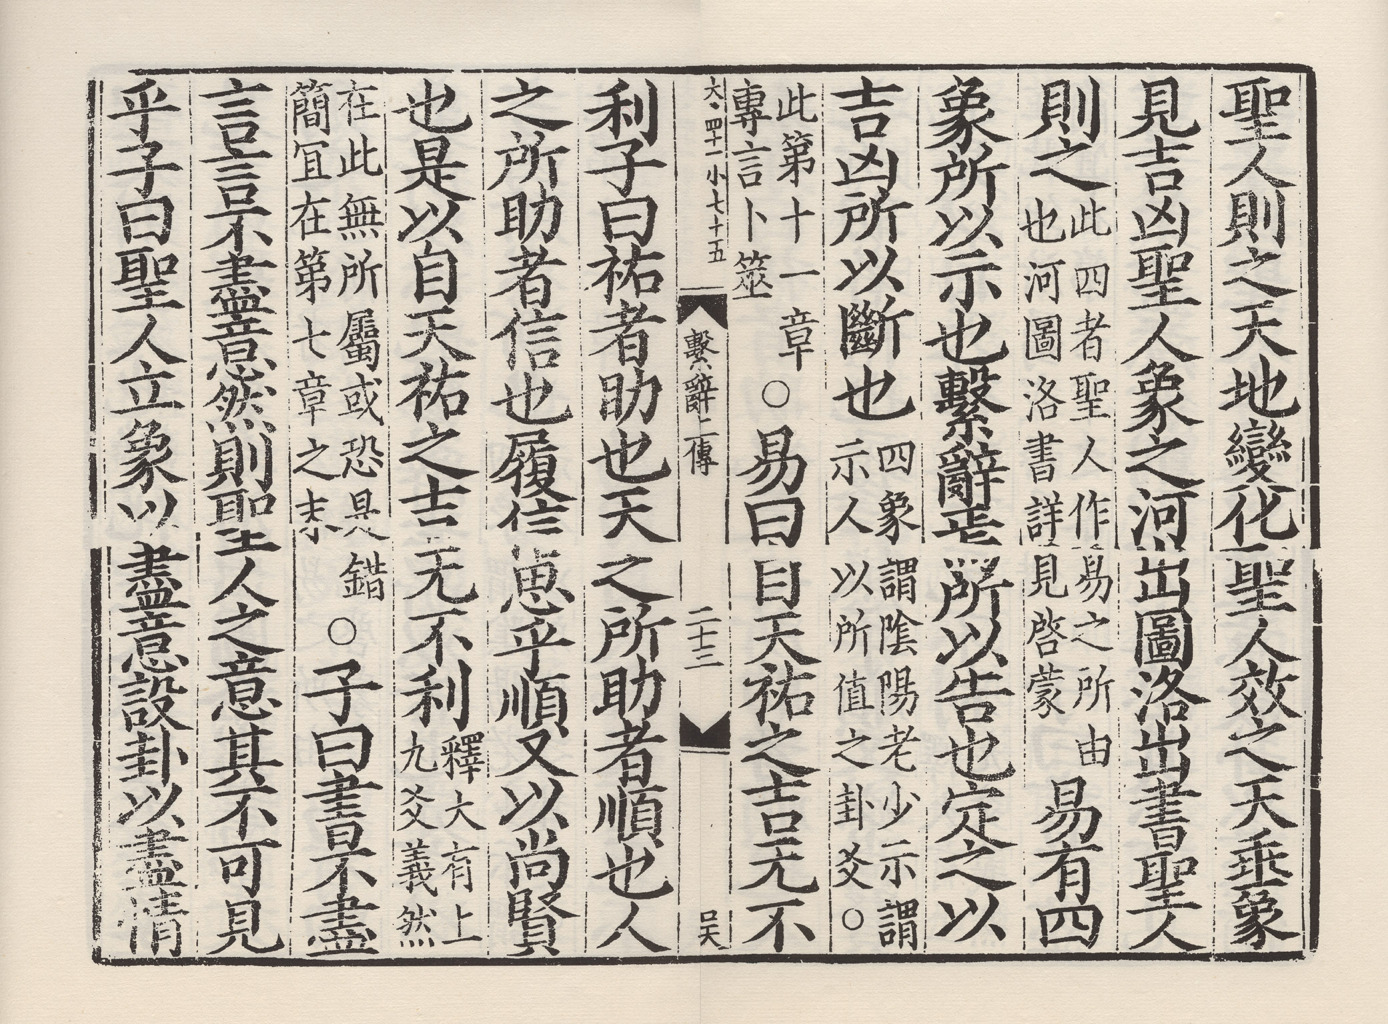 聖人則之天地變化聖人效之天垂象
見吉凶聖人象之河出圖洛出書聖人
則之此四者聖人作易之所由
也河圖洛書詳見啓蒙易有四
象所以示也繫辭焉所以告也定之以
吉凶所以斷也四象謂陰陽老少示謂
示人以所值之卦爻○
此第十一章
專言卜筮○易曰自天祐之吉无不
大四十一小七十五
繫辭上傳
二十三
吳
利子曰祐者助也天之所助者順也人
之所助者信也履信思乎順又以尚賢
也是以自天祐之吉无不利釋大有上
九爻義然
在此無所屬或恐是錯
簡宜在第七章之末○子曰書不盡
言言不盡意然則聖人之意其不可見
乎子曰聖人立象以盡意設卦以盡情